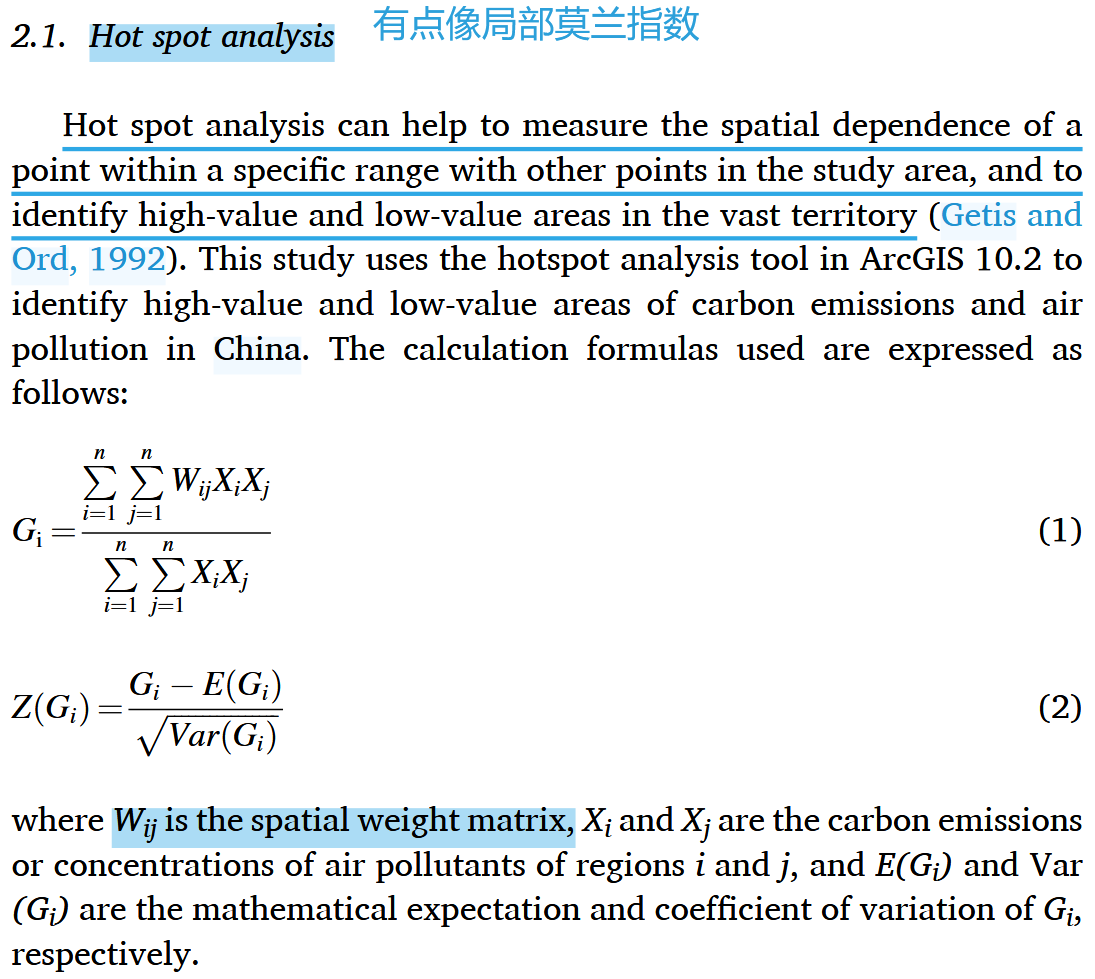 2.1. Hot spot analysis 有点像局部莫兰指数
Hot spot analysis can help to measure the spatial dependence of a
point within a specific range with other points in the study area, and to
identify high-value and low-value areas in the vast territory (Getis and
Ord, 1992). This study uses the hotspot analysis tool in ArcGIS 10.2 to
identify high-value and low-value areas of carbon emissions and air
pollution in China. The calculation formulas used are expressed as
follows:
G_i = \frac{\sum_{i=1}^{n} \sum_{j=1}^{n} W_{ij}X_iX_j}{\sum_{i=1}^{n} \sum_{j=1}^{n} X_iX_j} (1)
Z(G_i) = \frac{G_i - E(G_i)}{\sqrt{Var(G_i)}} (2)
where W_{ij} is the spatial weight matrix, X_i and X_j are the carbon emissions
or concentrations of air pollutants of regions i and j, and E(G_i) and Var
(G_i) are the mathematical expectation and coefficient of variation of G_i,
respectively.